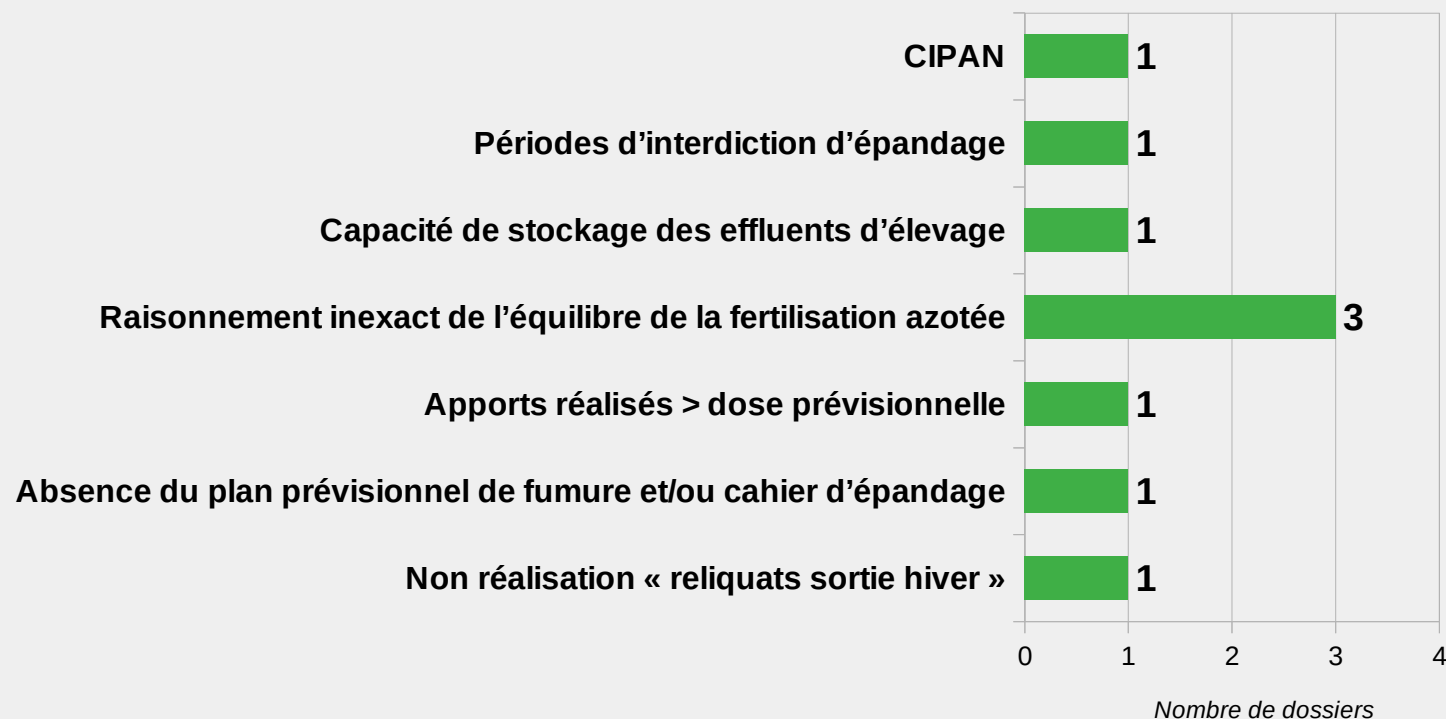 CIPAN 1
Périodes d’interdiction d’épandage 1
Capacité de stockage des effluents d’élevage 1
Raisonnement inexact de l’équilibre de la fertilisation azotée 3
Apports réalisés > dose prévisionnelle 1
Absence du plan prévisionnel de fumure et/ou cahier d’épandage 1
Non réalisation « reliquats sortie hiver » 1
0 1 2 3 4
Nombre de dossiers